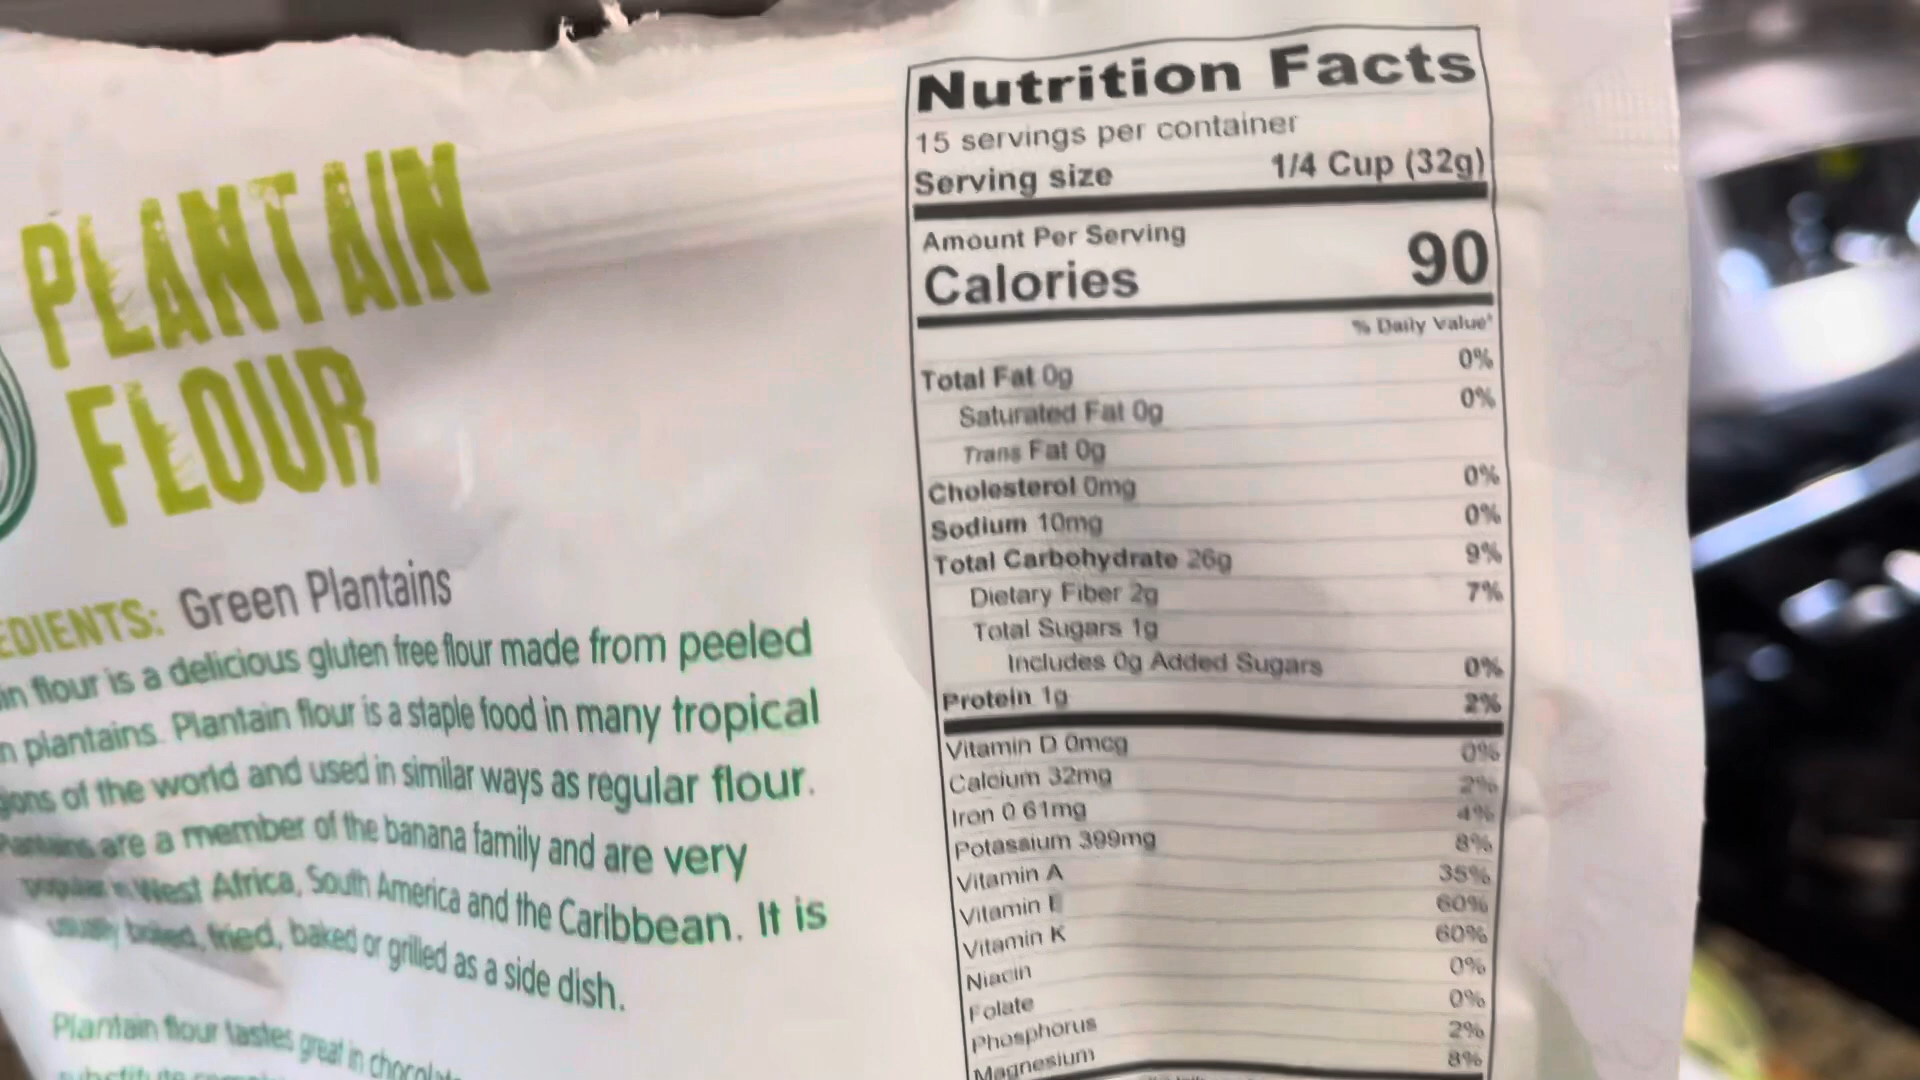 PLANTAIN
FLOUR
EDIENTS: Green Plantains
in flour is a delicious gluten free flour made from peeled
n plantains. Plantain flour is a staple food in many tropical
gions of the world and used in similar ways as regular flour.
Plantains are a member of the banana family and are very
popular in West Africa, South America and the Caribbean. It is
usually boiled, fried, baked or grilled as a side dish.
Plantain flour tastes great in chocolat
substitute
Nutrition Facts
15 servings per container
Serving size 1/4 Cup (32g)
Amount Per Serving
Calories 90
% Daily Value*
Total Fat 0g 0%
Saturated Fat 0g 0%
Trans Fat 0g
Cholesterol 0mg 0%
Sodium 10mg 0%
Total Carbohydrate 26g 9%
Dietary Fiber 2g 7%
Total Sugars 1g
Includes 0g Added Sugars 0%
Protein 1g 2%
Vitamin D 0mcg 0%
Calcium 32mg 2%
Iron 0.61mg 4%
Potassium 399mg 8%
Vitamin A 35%
Vitamin E 60%
Vitamin K 60%
Niacin 0%
Folate 0%
Phosphorus 2%
Magnesium 8%